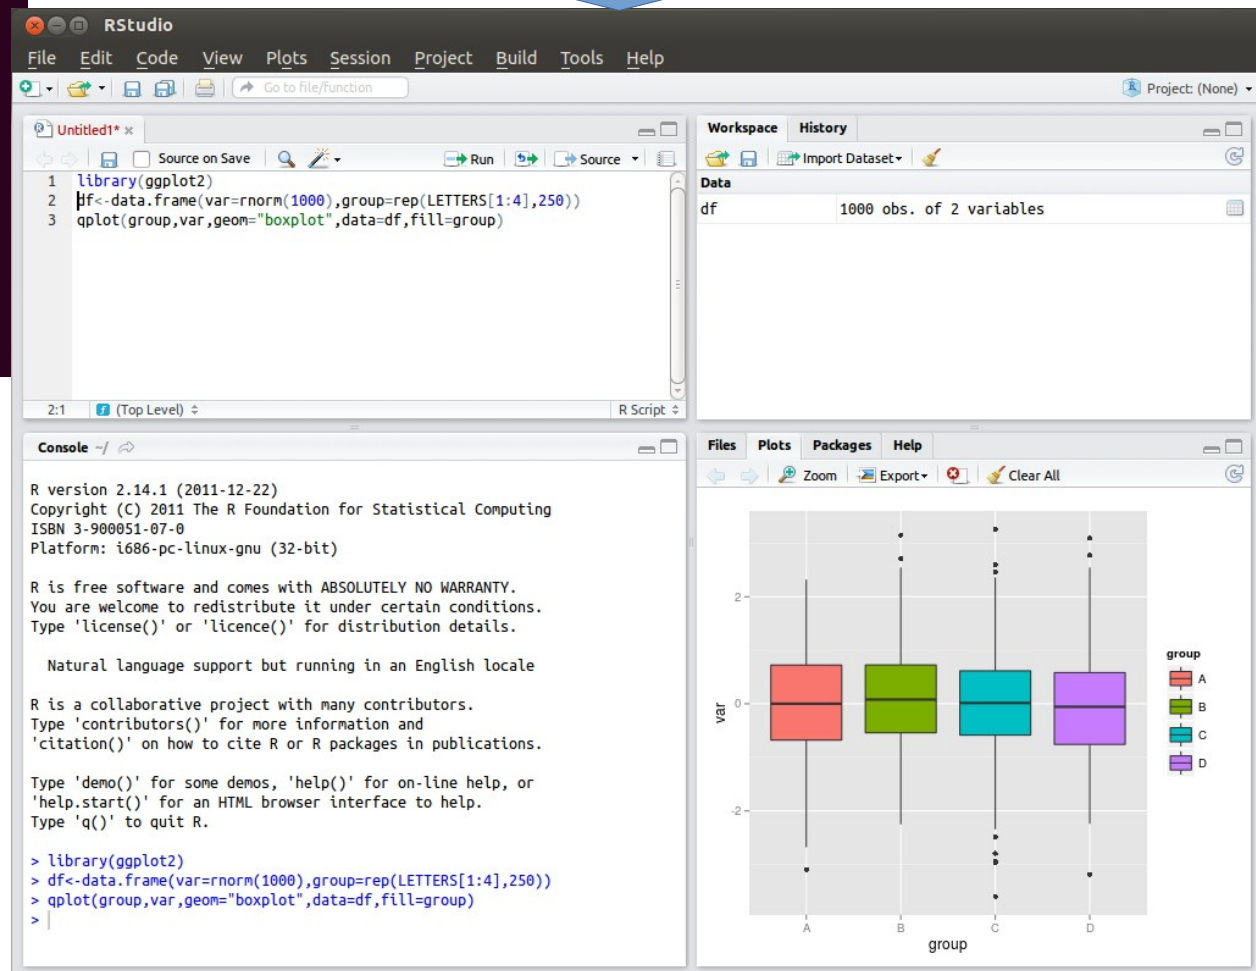 RStudio
File Edit Code View Plots Session Project Build Tools Help
Go to file/function
Project: (None)
Untitled1*
Source on Save
Run
Source
1 library(ggplot2)
2 df<-data.frame(var=rnorm(1000),group=rep(LETTERS[1:4],250))
3 qplot(group,var,geom="boxplot",data=df,fill=group)
2:1 (Top Level) R Script
Workspace History
Import Dataset
Data
df 1000 obs. of 2 variables
Console ~/
R version 2.14.1 (2011-12-22)
Copyright (C) 2011 The R Foundation for Statistical Computing
ISBN 3-900051-07-0
Platform: i686-pc-linux-gnu (32-bit)
R is free software and comes with ABSOLUTELY NO WARRANTY.
You are welcome to redistribute it under certain conditions.
Type 'license()' or 'licence()' for distribution details.
Natural language support but running in an English locale
R is a collaborative project with many contributors.
Type 'contributors()' for more information and
'citation()' on how to cite R or R packages in publications.
Type 'demo()' for some demos, 'help()' for on-line help, or
'help.start()' for an HTML browser interface to help.
Type 'q()' to quit R.
> library(ggplot2)
> df<-data.frame(var=rnorm(1000),group=rep(LETTERS[1:4],250))
> qplot(group,var,geom="boxplot",data=df,fill=group)
>
Files Plots Packages Help
Zoom Export Clear All
2
0
-2
var
A B C D
group
group
A
B
C
D